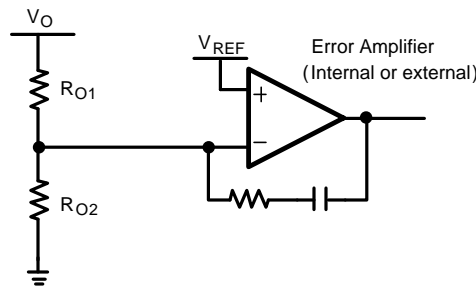 VO
VREF
Error Amplifier
(Internal or external)
RO1
+
−
RO2